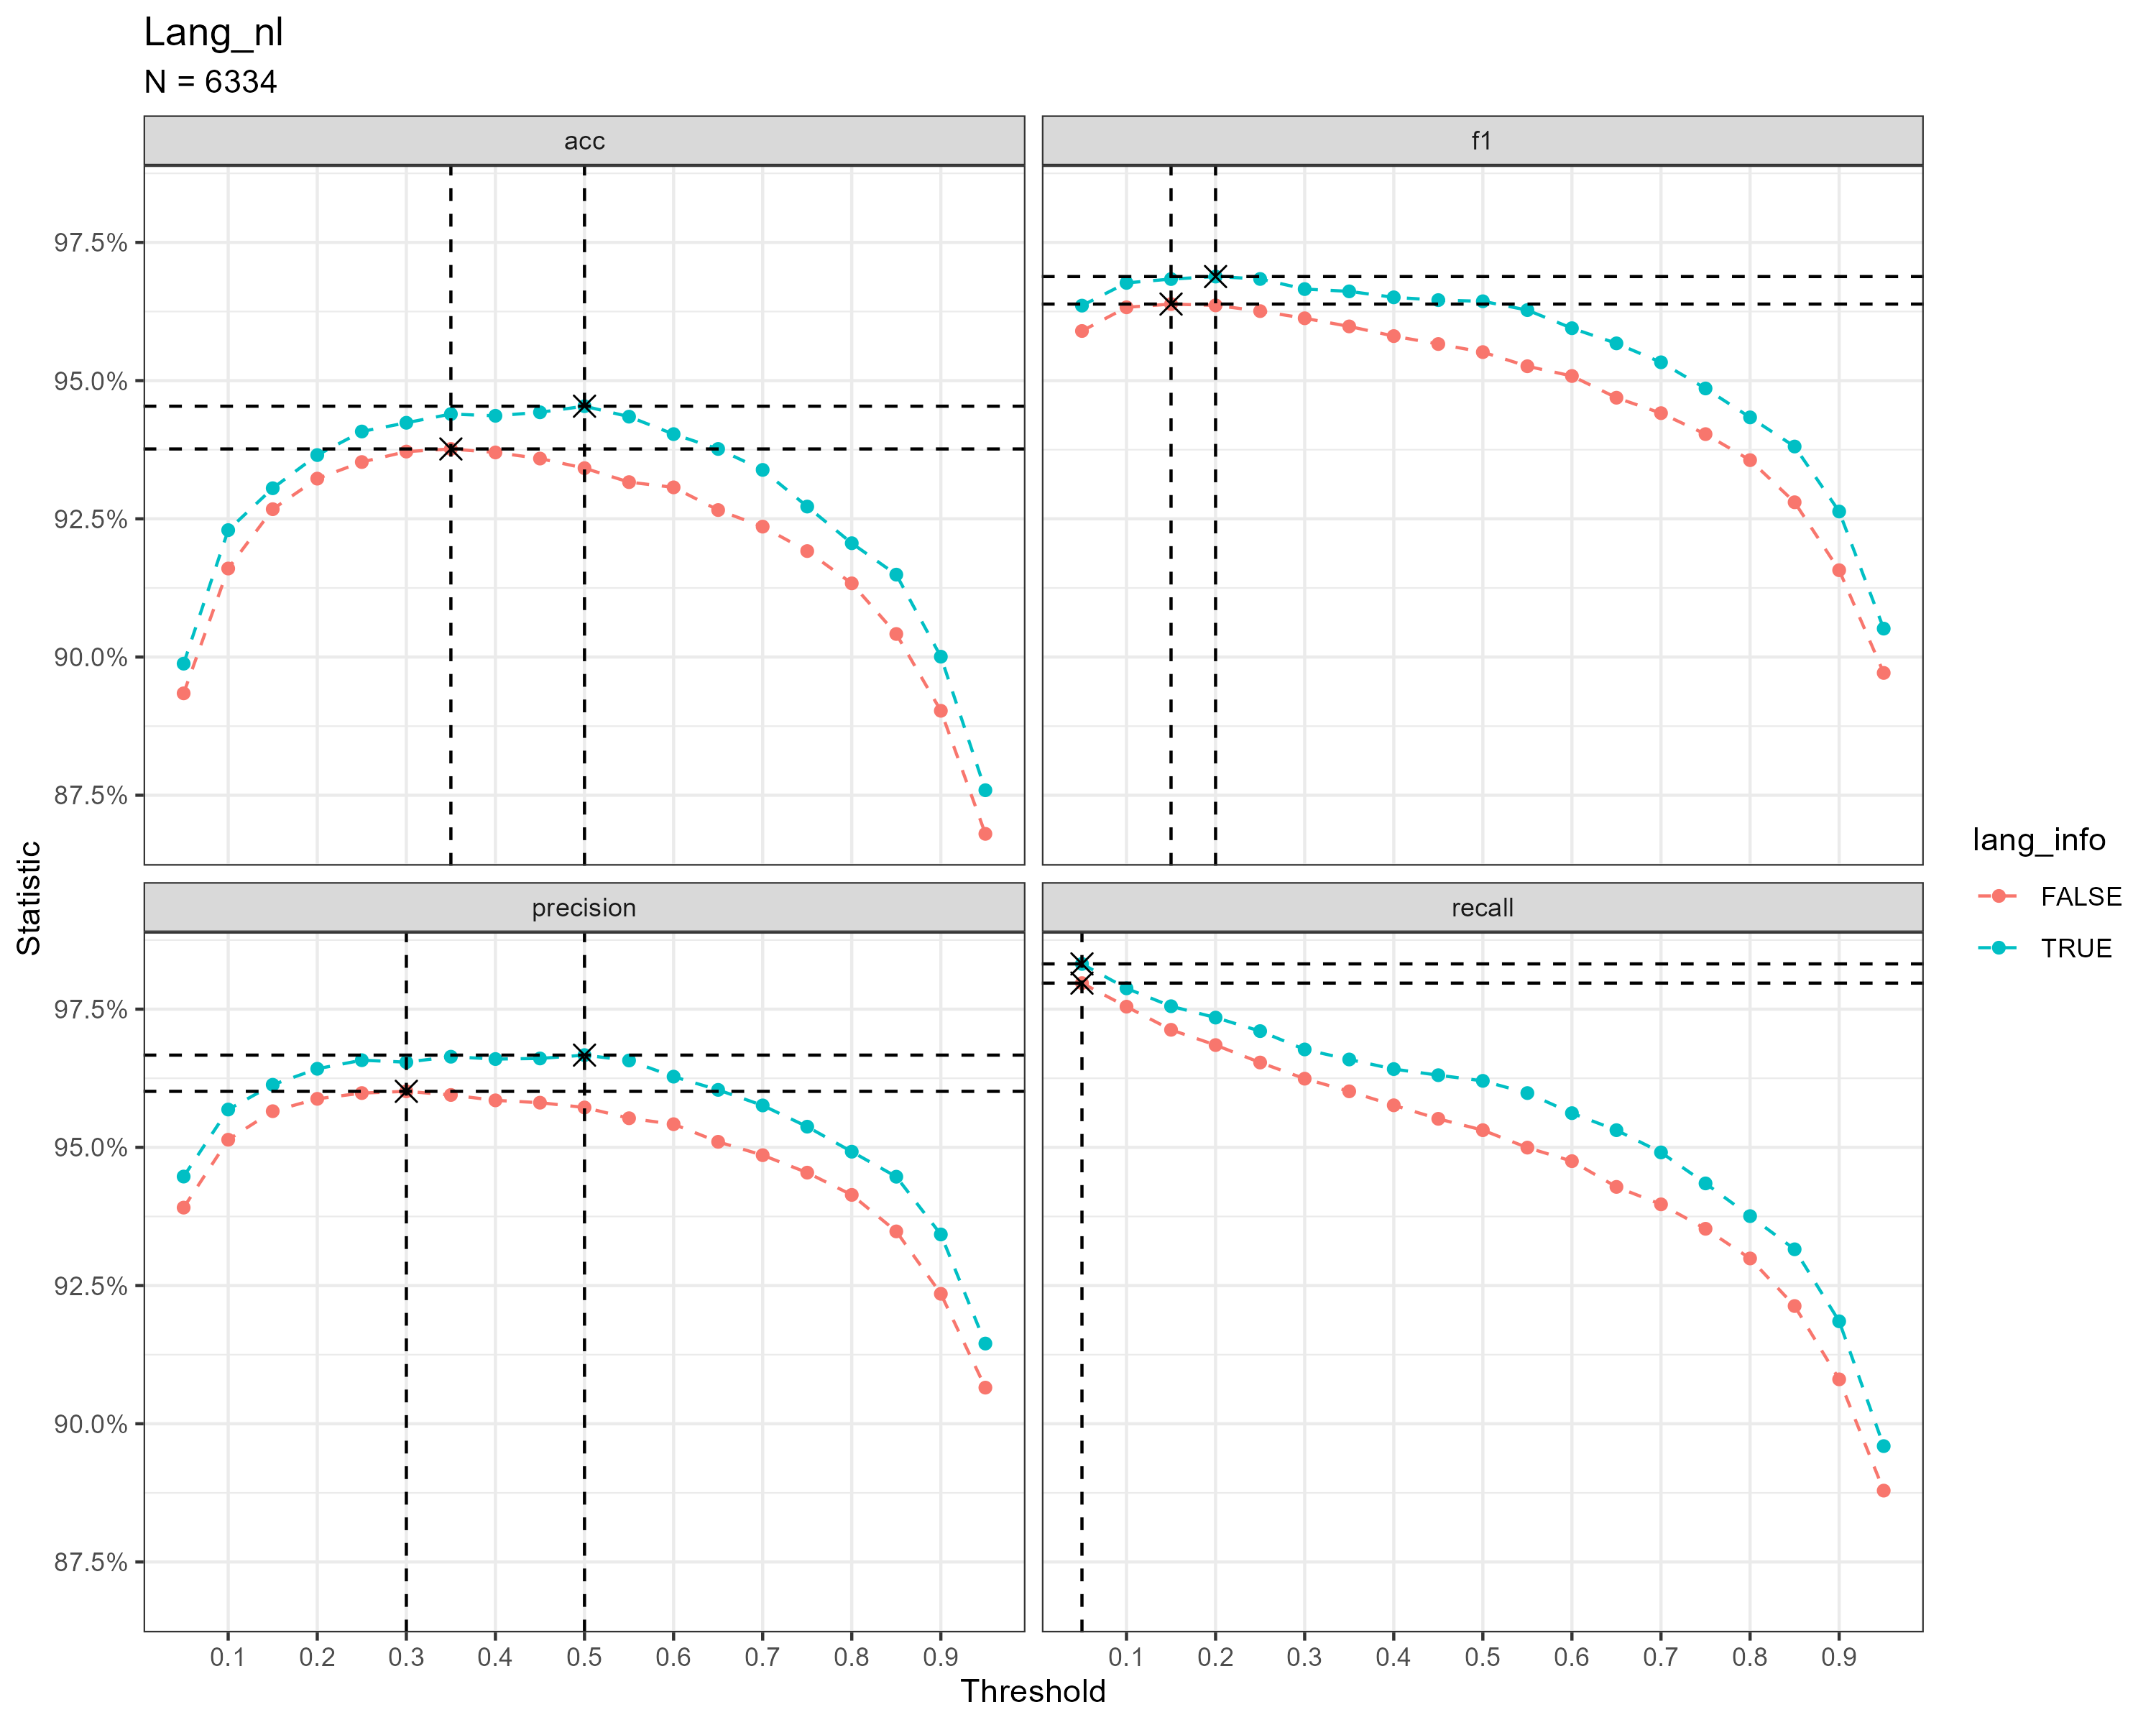 Lang_nl
N = 6334
acc
f1
97.5%
95.0%
92.5%
90.0%
87.5%
precision
recall
97.5%
95.0%
92.5%
90.0%
87.5%
0.1 0.2 0.3 0.4 0.5 0.6 0.7 0.8 0.9
0.1 0.2 0.3 0.4 0.5 0.6 0.7 0.8 0.9
Threshold
Statistic
lang_info
FALSE
TRUE